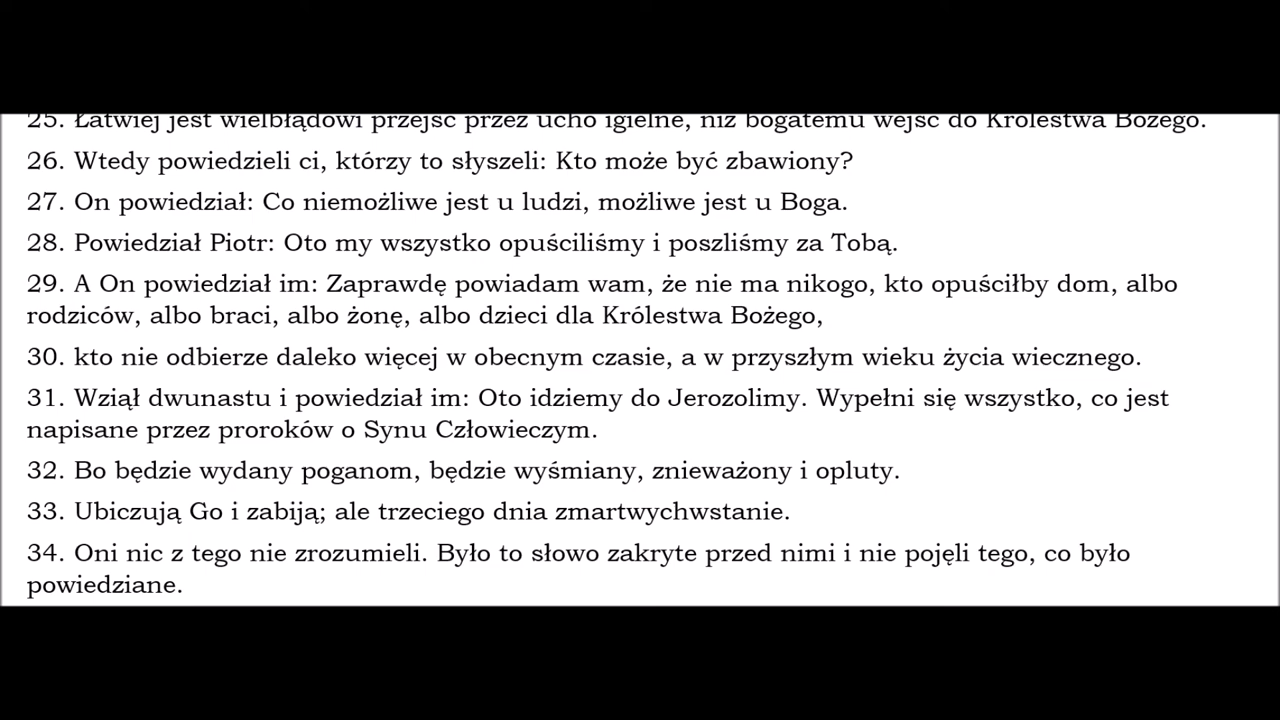 25. Łatwiej jest wielbłądowi przejść przez ucho igielne, niż bogatemu wejść do Królestwa Bożego.
26. Wtedy powiedzieli ci, którzy to słyszeli: Kto może być zbawiony?
27. On powiedział: Co niemożliwe jest u ludzi, możliwe jest u Boga.
28. Powiedział Piotr: Oto my wszystko opuściliśmy i poszliśmy za Tobą.
29. A On powiedział im: Zaprawdę powiadam wam, że nie ma nikogo, kto opuściłby dom, albo
rodziców, albo braci, albo żonę, albo dzieci dla Królestwa Bożego,
30. kto nie odbierze daleko więcej w obecnym czasie, a w przyszłym wieku życia wiecznego.
31. Wziął dwunastu i powiedział im: Oto idziemy do Jerozolimy. Wypełni się wszystko, co jest
napisane przez proroków o Synu Człowieczym.
32. Bo będzie wydany poganom, będzie wyśmiany, znieważony i opluty.
33. Ubiczują Go i zabiją; ale trzeciego dnia zmartwychwstanie.
34. Oni nic z tego nie zrozumieli. Było to słowo zakryte przed nimi i nie pojęli tego, co było
powiedziane.